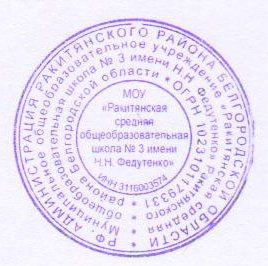 РФ, АДМИНИСТРАЦИЯ РАКИТЯНСКОГО РАЙОНА БЕЛГОРОДСКОЙ ОБЛАСТИ *
Муниципальное общеобразовательное учреждение «Ракитянская средняя
общеобразовательная школа № 3 имени Н.Н. Федутенко» Ракитянского
района Белгородской области * ОГРН
МОУ
«Ракитянская
средняя
общеобразовательная
школа № 3 имени
Н.Н. Федутенко»
ИНН 3116003574